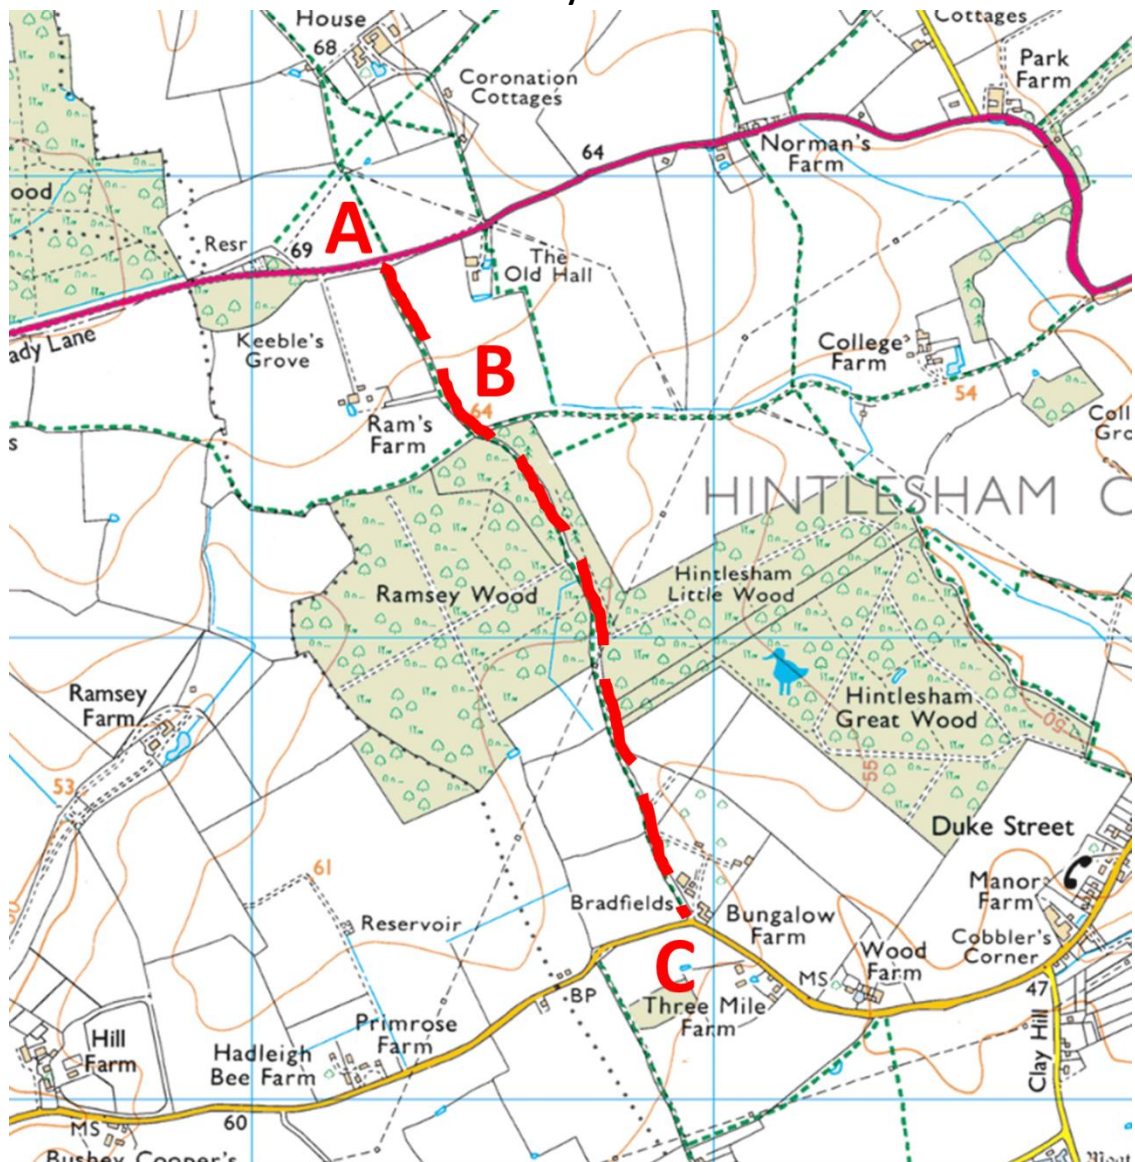 House
68
Cottages
Coronation
Cottages
Park
Farm
64
Norman's
Farm
ood
A
Resr
69
The
Old Hall
ady Lane
Keeble's
Grove
College
Farm
B
64
54
Ram's
Farm
Coll
Gro
s
HINTLESHAM C
Hintlesham
Little Wood
Ramsey Wood
Ramsey
Farm
Hintlesham
Great Wood
50
55
53
Duke Street
61
Manor
Farm
Bradfields
Bungalow
Farm
Reservoir
Cobbler's
Corner
Wood
Farm
C
MS
47
BP
Three Mile
Farm
Primrose
Farm
Hill
Farm
Hadleigh
Bee Farm
Clay Hill
60
MS
Bushey Cooper's